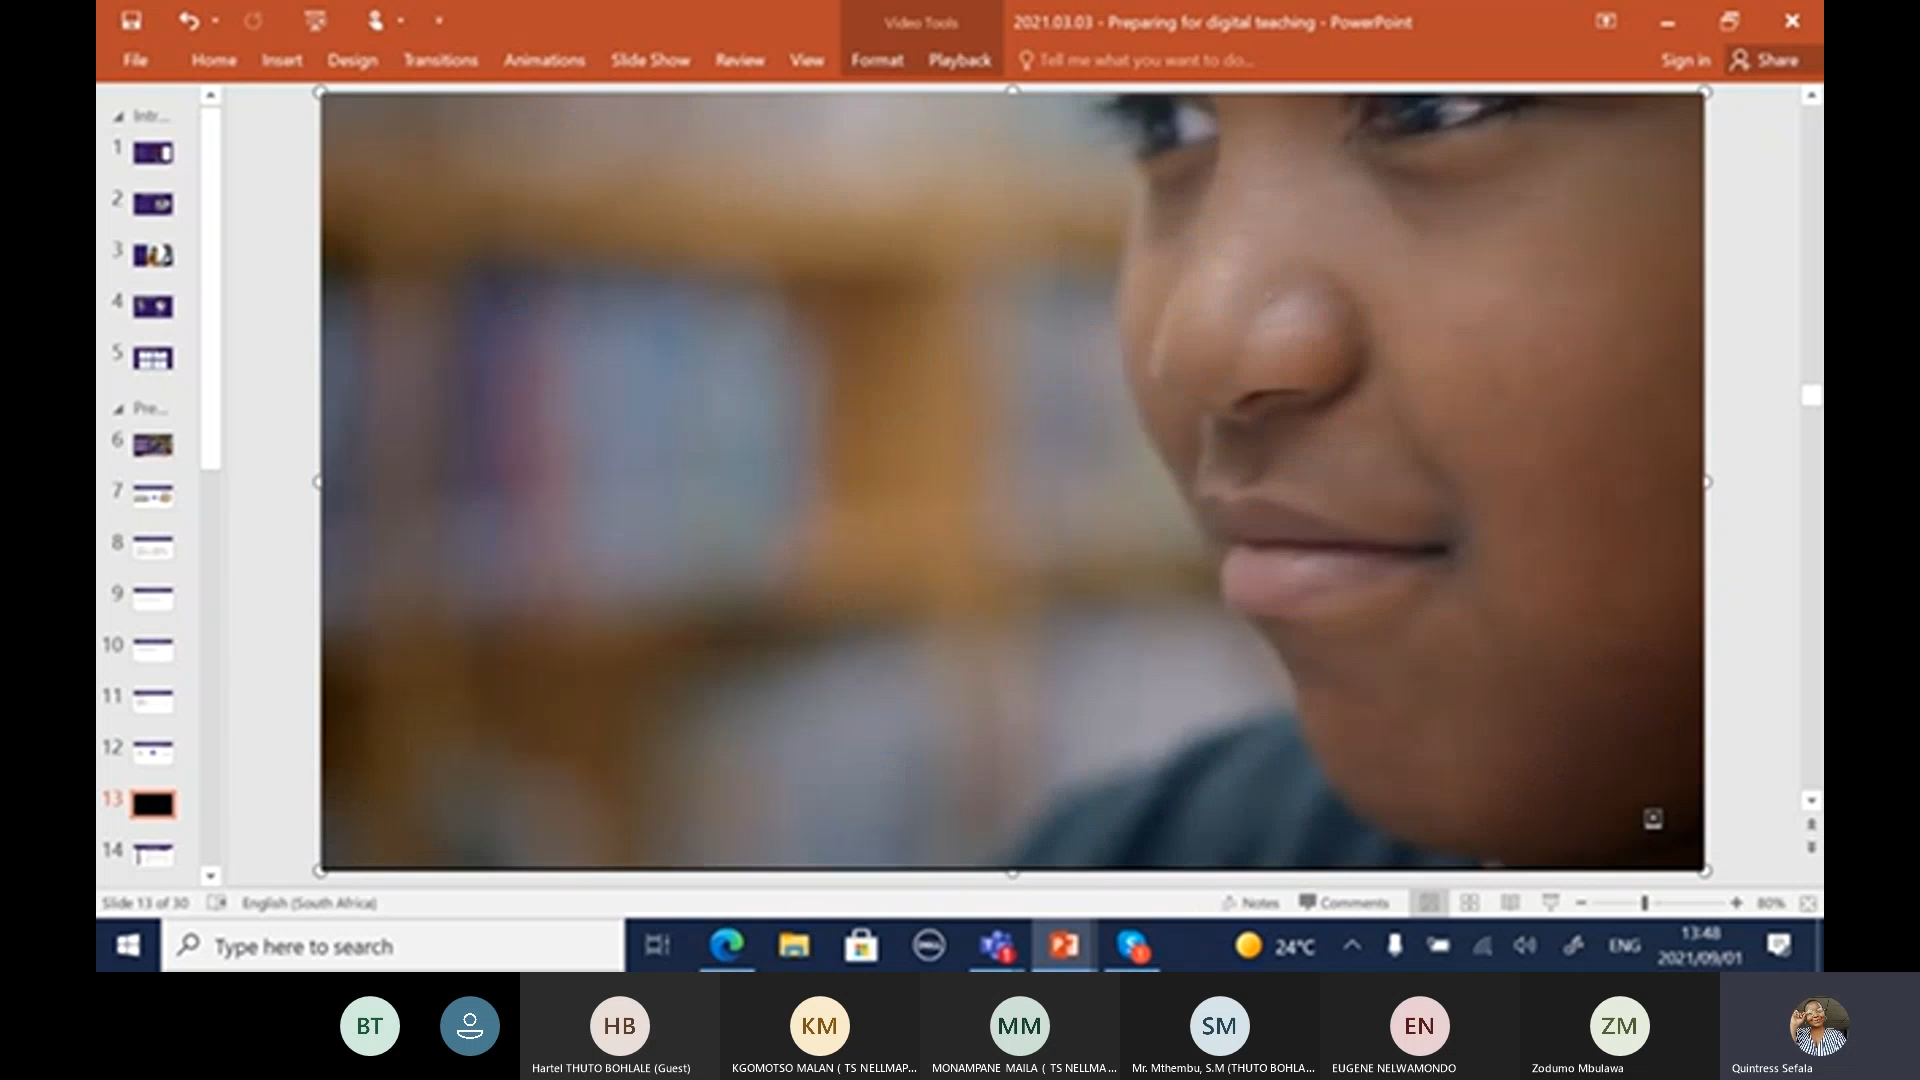 Video Tools
2021.03.03 - Preparing for digital teaching - PowerPoint
File Home Insert Design Transitions Animations Slide Show Review View Format Playback Tell me what you want to do... Sign in Share
Intr...
1
2
3
4
5
Pre...
6
7
8
9
10
11
12
13
14
Slide 13 of 30 English (South Africa) Notes Comments 80%
Type here to search 24°C ENG 13:48
2021/09/01
BT HB KM MM SM EN ZM
Hartel THUTO BOHLALE (Guest) KGOMOTSO MALAN ( TS NELLMAP... MONAMPANE MAILA ( TS NELLMA... Mr. Mthembu, S.M (THUTO BOHLA... EUGENE NELWAMONDO Zodumo Mbulawa Quintress Sefala